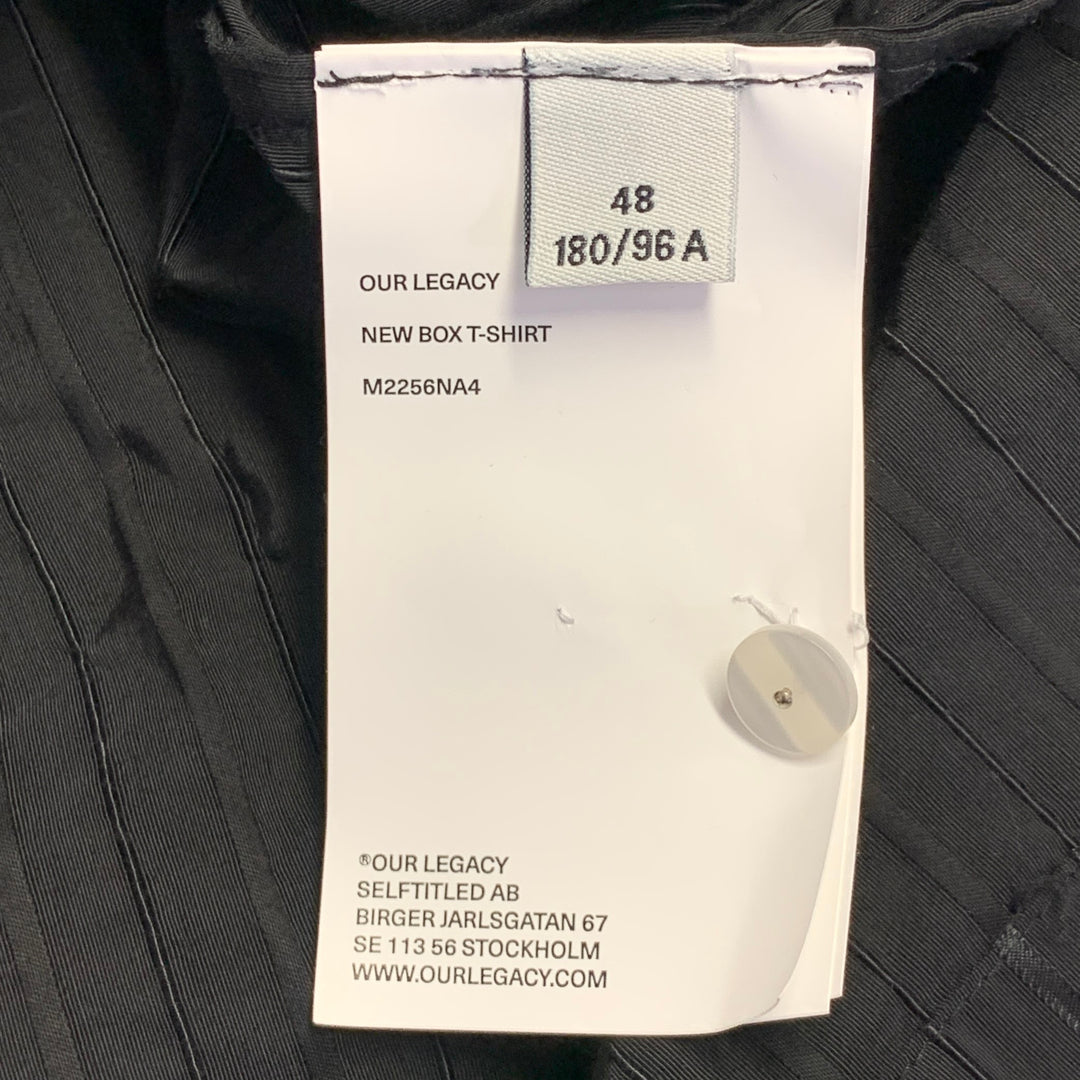 48
180/96 A
OUR LEGACY
NEW BOX T-SHIRT
M2256NA4
®OUR LEGACY
SELFTITLED AB
BIRGER JARLSGATAN 67
SE 113 56 STOCKHOLM
WWW.OURLEGACY.COM